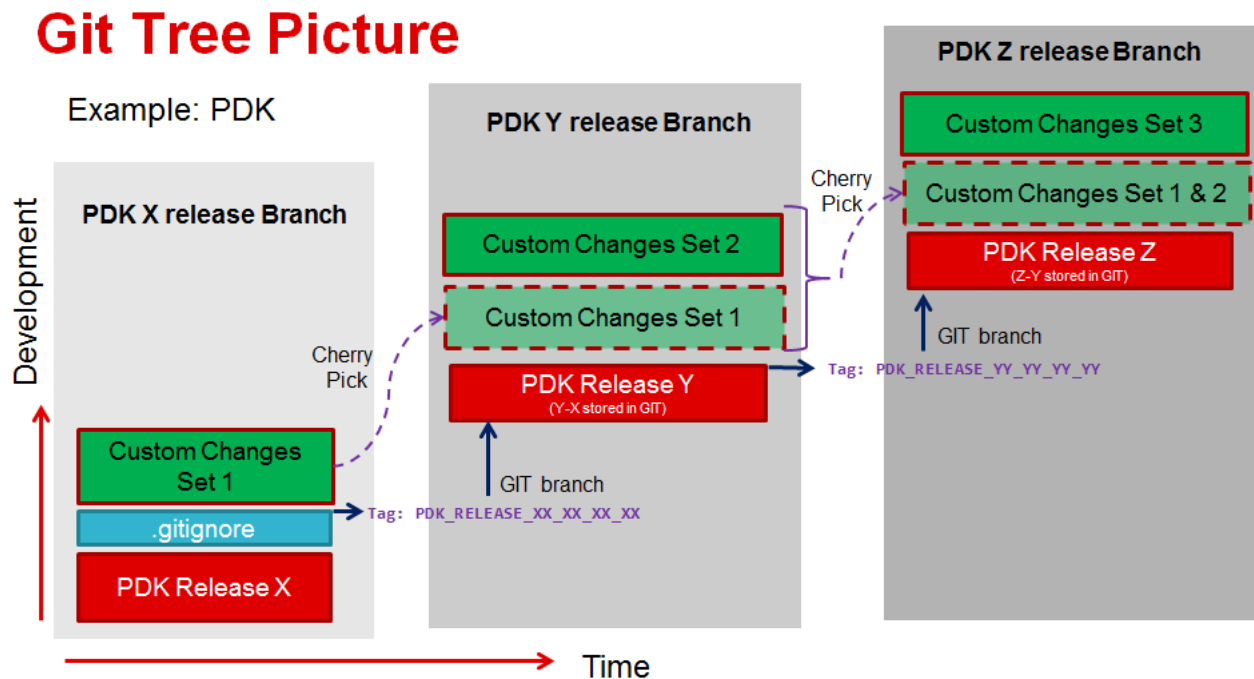 Git Tree Picture
Example: PDK
Development
Time
PDK X release Branch
Custom Changes
Set 1
.gitignore
PDK Release X
Cherry
Pick
Tag: PDK_RELEASE_XX_XX_XX_XX
GIT branch
PDK Y release Branch
Custom Changes Set 2
Custom Changes Set 1
PDK Release Y
(Y-X stored in GIT)
Cherry
Pick
Tag: PDK_RELEASE_YY_YY_YY_YY
GIT branch
PDK Z release Branch
Custom Changes Set 3
Custom Changes Set 1 & 2
PDK Release Z
(Z-Y stored in GIT)